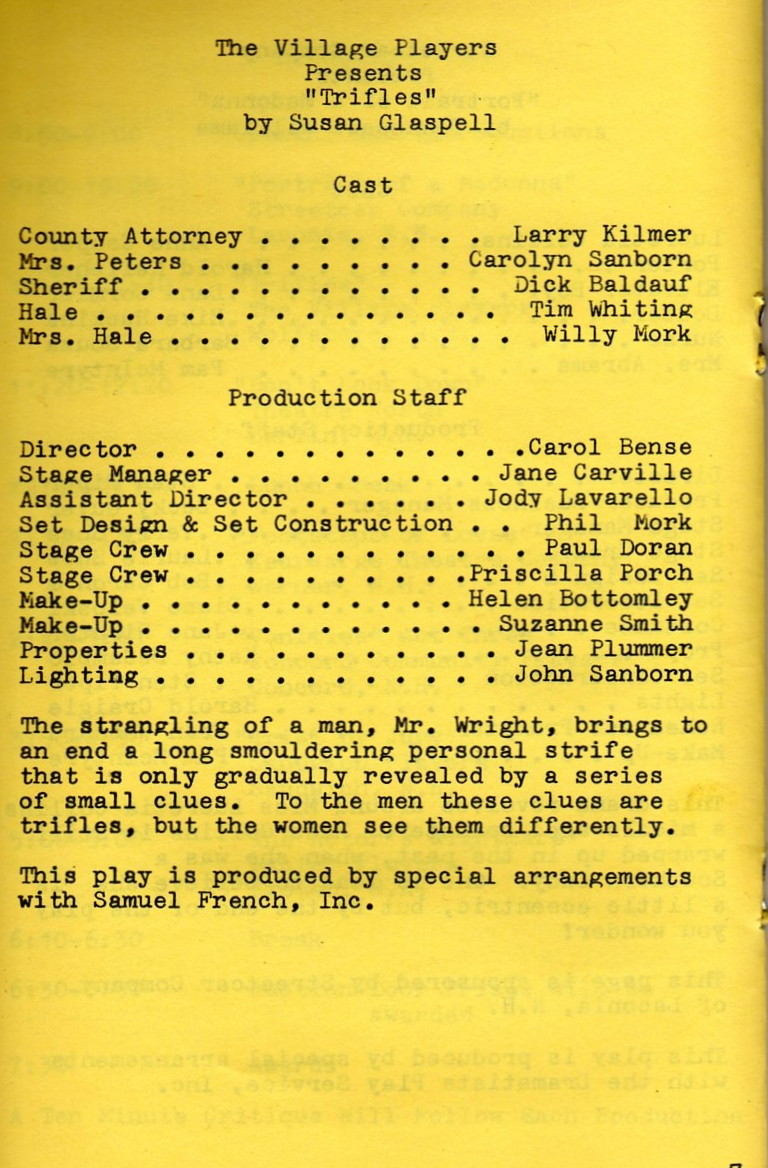 The Village Players
Presents
"Trifles"
by Susan Glaspell
Cast
County Attorney . . . . . . . . Larry Kilmer
Mrs. Peters . . . . . . . . . . Carolyn Sanborn
Sheriff . . . . . . . . . . . . . Dick Baldauf
Hale . . . . . . . . . . . . . . . Tim Whiting
Mrs. Hale . . . . . . . . . . . . Willy Mork
Production Staff
Director . . . . . . . . . . . . .Carol Bense
Stage Manager . . . . . . . . . Jane Carville
Assistant Director . . . . . . Jody Lavarello
Set Design & Set Construction . . Phil Mork
Stage Crew . . . . . . . . . . . . Paul Doran
Stage Crew . . . . . . . . . .Priscilla Porch
Make-Up . . . . . . . . . . . Helen Bottomley
Make-Up . . . . . . . . . . . . Suzanne Smith
Properties . . . . . . . . . . . Jean Plummer
Lighting . . . . . . . . . . . . John Sanborn
The strangling of a man, Mr. Wright, brings to
an end a long smouldering personal strife
that is only gradually revealed by a series
of small clues. To the men these clues are
trifles, but the women see them differently.
This play is produced by special arrangements
with Samuel French, Inc.